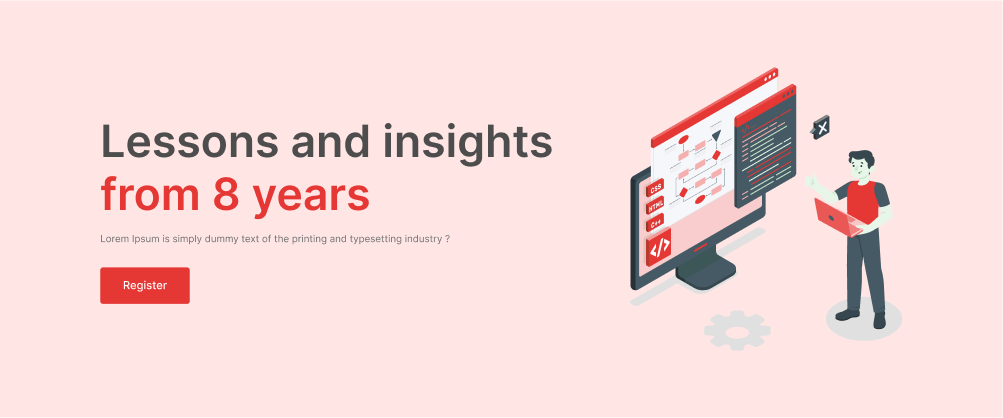 Lessons and insights
from 8 years
Lorem Ipsum is simply dummy text of the printing and typesetting industry ?
Register
CSS
HTML
C++
</>